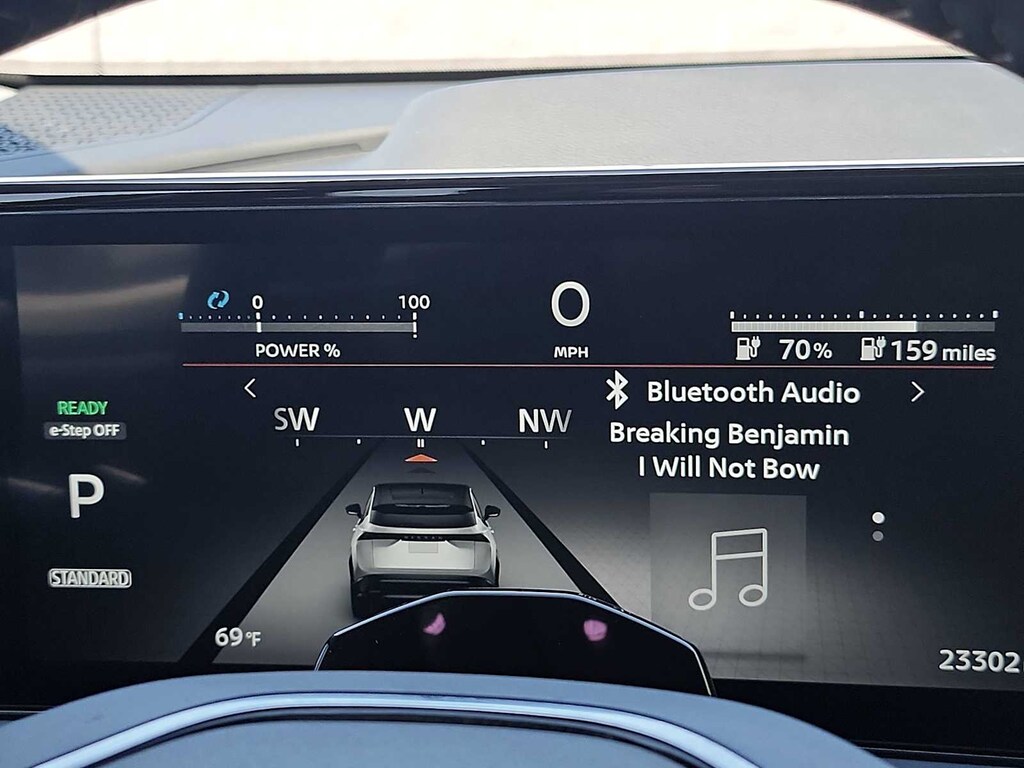 0 100
POWER %
0
MPH
70% 159 miles
READY
e-Step OFF
P
STANDARD
SW W NW
Bluetooth Audio
Breaking Benjamin
I Will Not Bow
69°F
23302